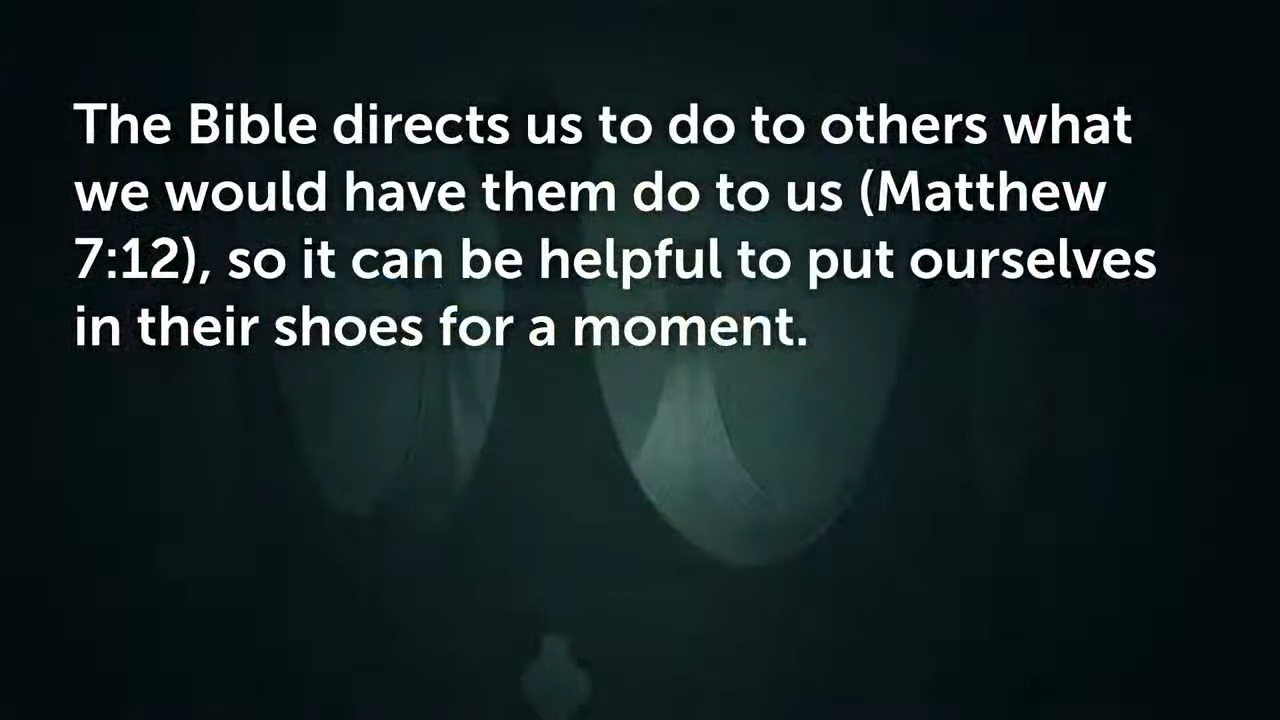 The Bible directs us to do to others what
we would have them do to us (Matthew
7:12), so it can be helpful to put ourselves
in their shoes for a moment.